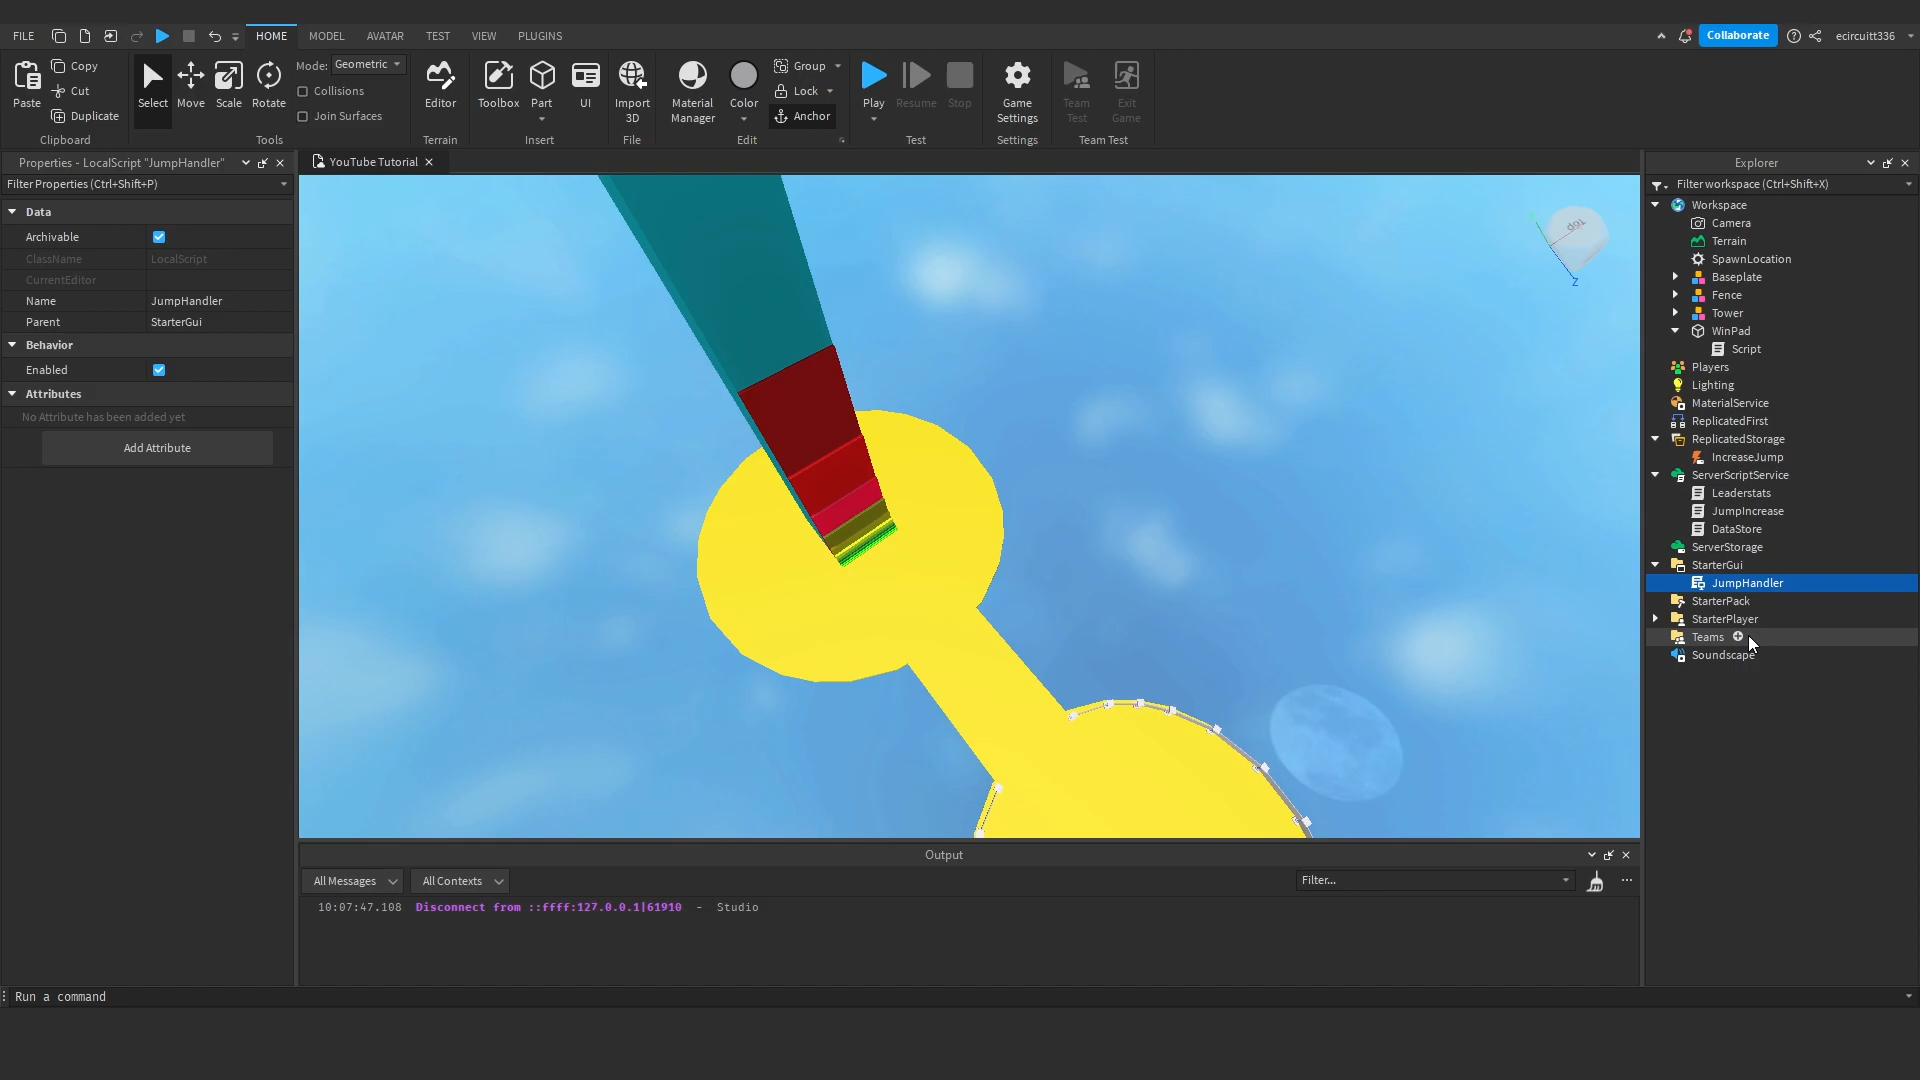 FILE HOME MODEL AVATAR TEST VIEW PLUGINS Collaborate ecircuitt336
Paste Copy Cut Duplicate Clipboard
Select Move Scale Rotate Mode: Geometric Collisions Join Surfaces Tools
Editor Terrain
Toolbox Part UI Insert
Import 3D File
Material Manager Color Group Lock Anchor Edit
Play Resume Stop Test
Game Settings Settings
Team Test Exit Game Team Test
Properties - LocalScript "JumpHandler"
Filter Properties (Ctrl+Shift+P)
Data
Archivable
ClassName LocalScript
CurrentEditor
Name JumpHandler
Parent StarterGui
Behavior
Enabled
Attributes
No Attribute has been added yet
Add Attribute
YouTube Tutorial
Top
Z
Output
All Messages All Contexts Filter...
10:07:47.108 Disconnect from ::ffff:127.0.0.1|61910 - Studio
Explorer
Filter workspace (Ctrl+Shift+X)
Workspace
Camera
Terrain
SpawnLocation
Baseplate
Fence
Tower
WinPad
Script
Players
Lighting
MaterialService
ReplicatedFirst
ReplicatedStorage
IncreaseJump
ServerScriptService
Leaderstats
JumpIncrease
DataStore
ServerStorage
StarterGui
JumpHandler
StarterPack
StarterPlayer
Teams
Soundscape
Run a command